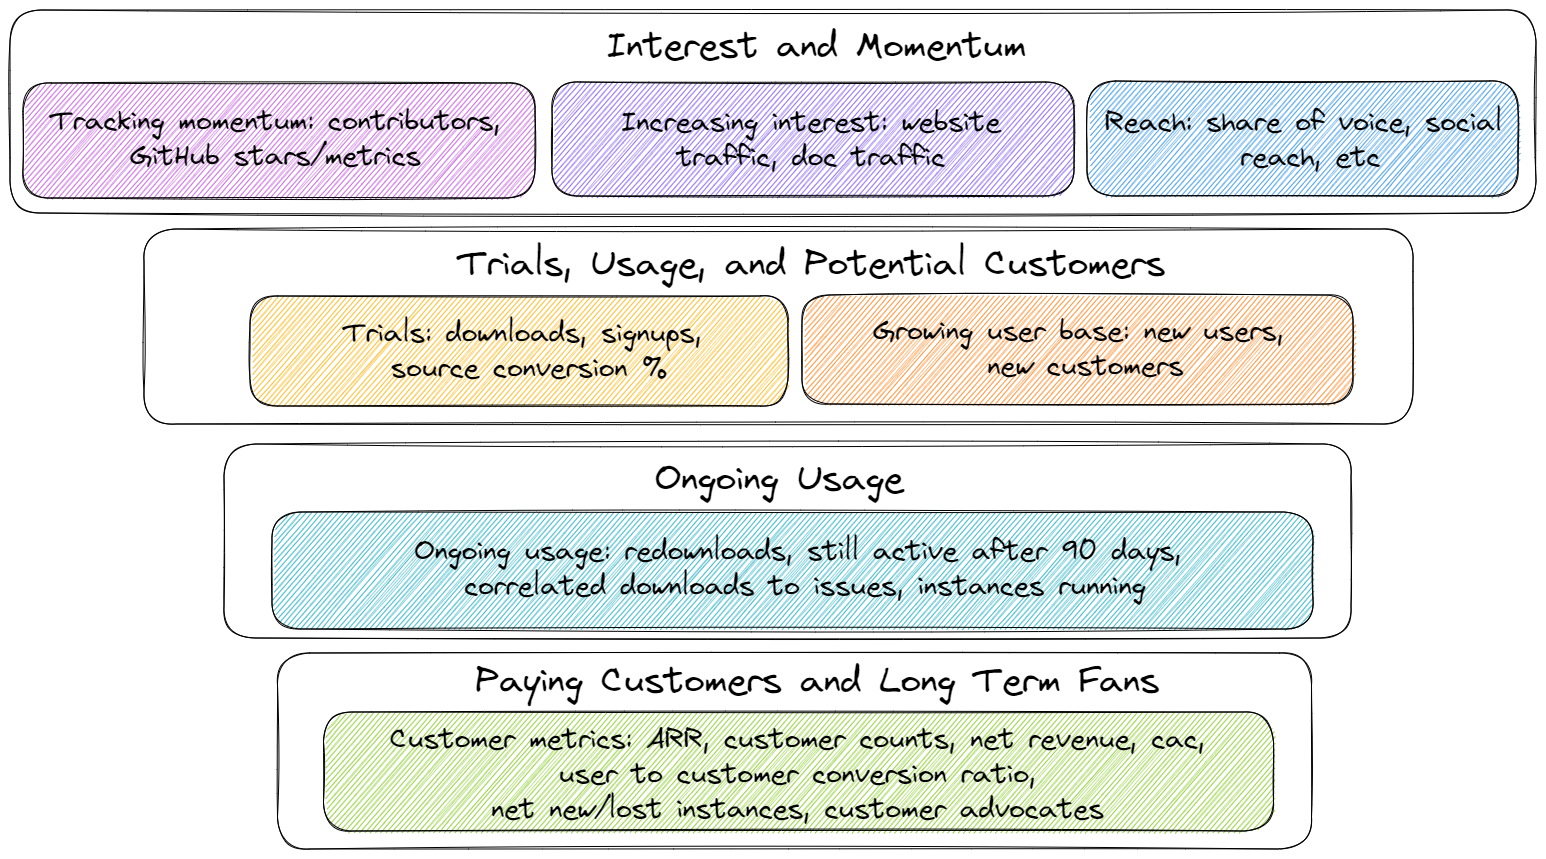 Interest and Momentum
Tracking momentum: contributors,
GitHub stars/metrics
Increasing interest: website
traffic, doc traffic
Reach: share of voice, social
reach, etc
Trials, Usage, and Potential Customers
Trials: downloads, signups,
source conversion %
Growing user base: new users,
new customers
Ongoing Usage
Ongoing usage: redownloads, still active after 90 days,
correlated downloads to issues, instances running
Paying Customers and Long Term Fans
Customer metrics: ARR, customer counts, net revenue, cac,
user to customer conversion ratio,
net new/lost instances, customer advocates